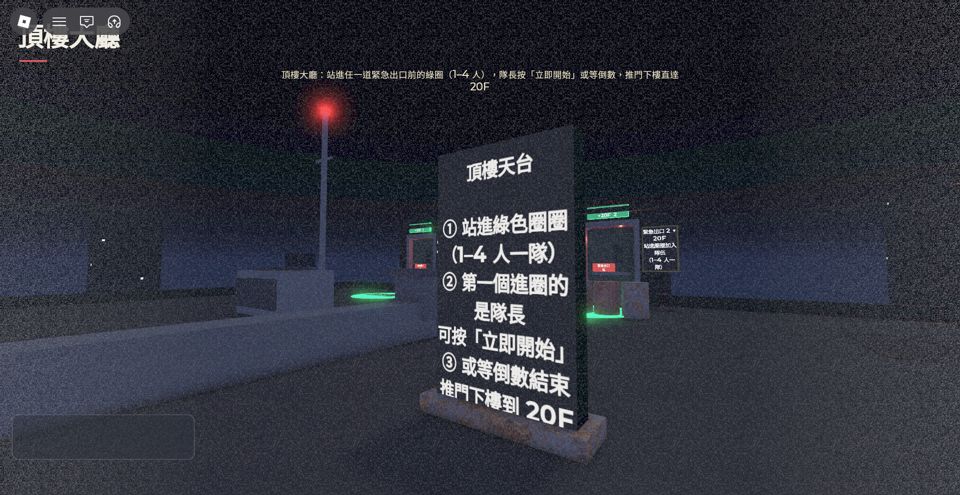 頂樓大廳
頂樓大廳：站進任一道緊急出口前的綠圈（1–4 人），隊長按「立即開始」或等倒數，推門下樓直達
20F
頂樓天台
① 站進綠色圈圈
（1–4 人一隊）
② 第一個進圈的
是隊長
可按「立即開始」
③ 或等倒數結束
推門下樓到 20F
緊急出口 2
20F
站進圈圈加入
隊伍
（1–4 人一
隊）